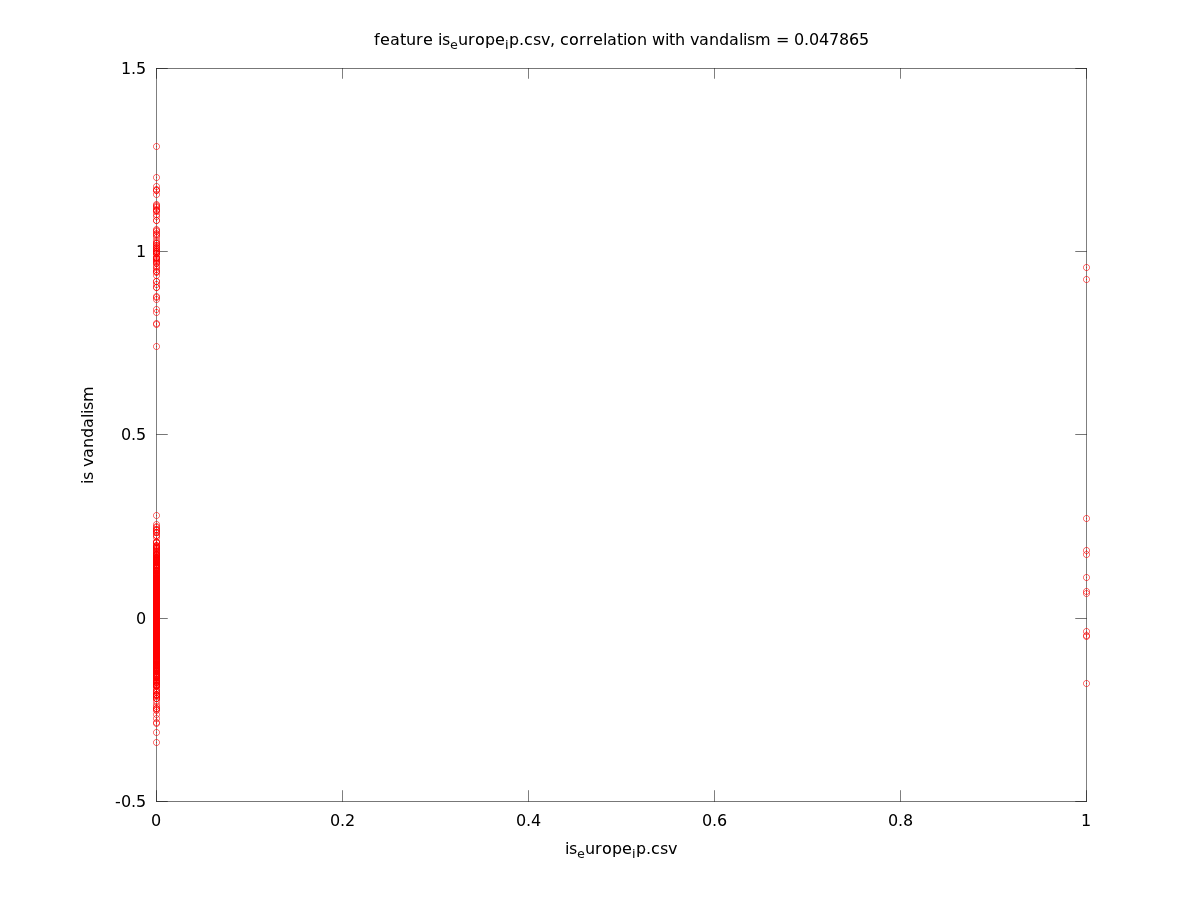 feature is_europe_ip.csv, correlation with vandalism = 0.047865
1.5
1
0.5
0
-0.5
is vandalism
0 0.2 0.4 0.6 0.8 1
is_europe_ip.csv